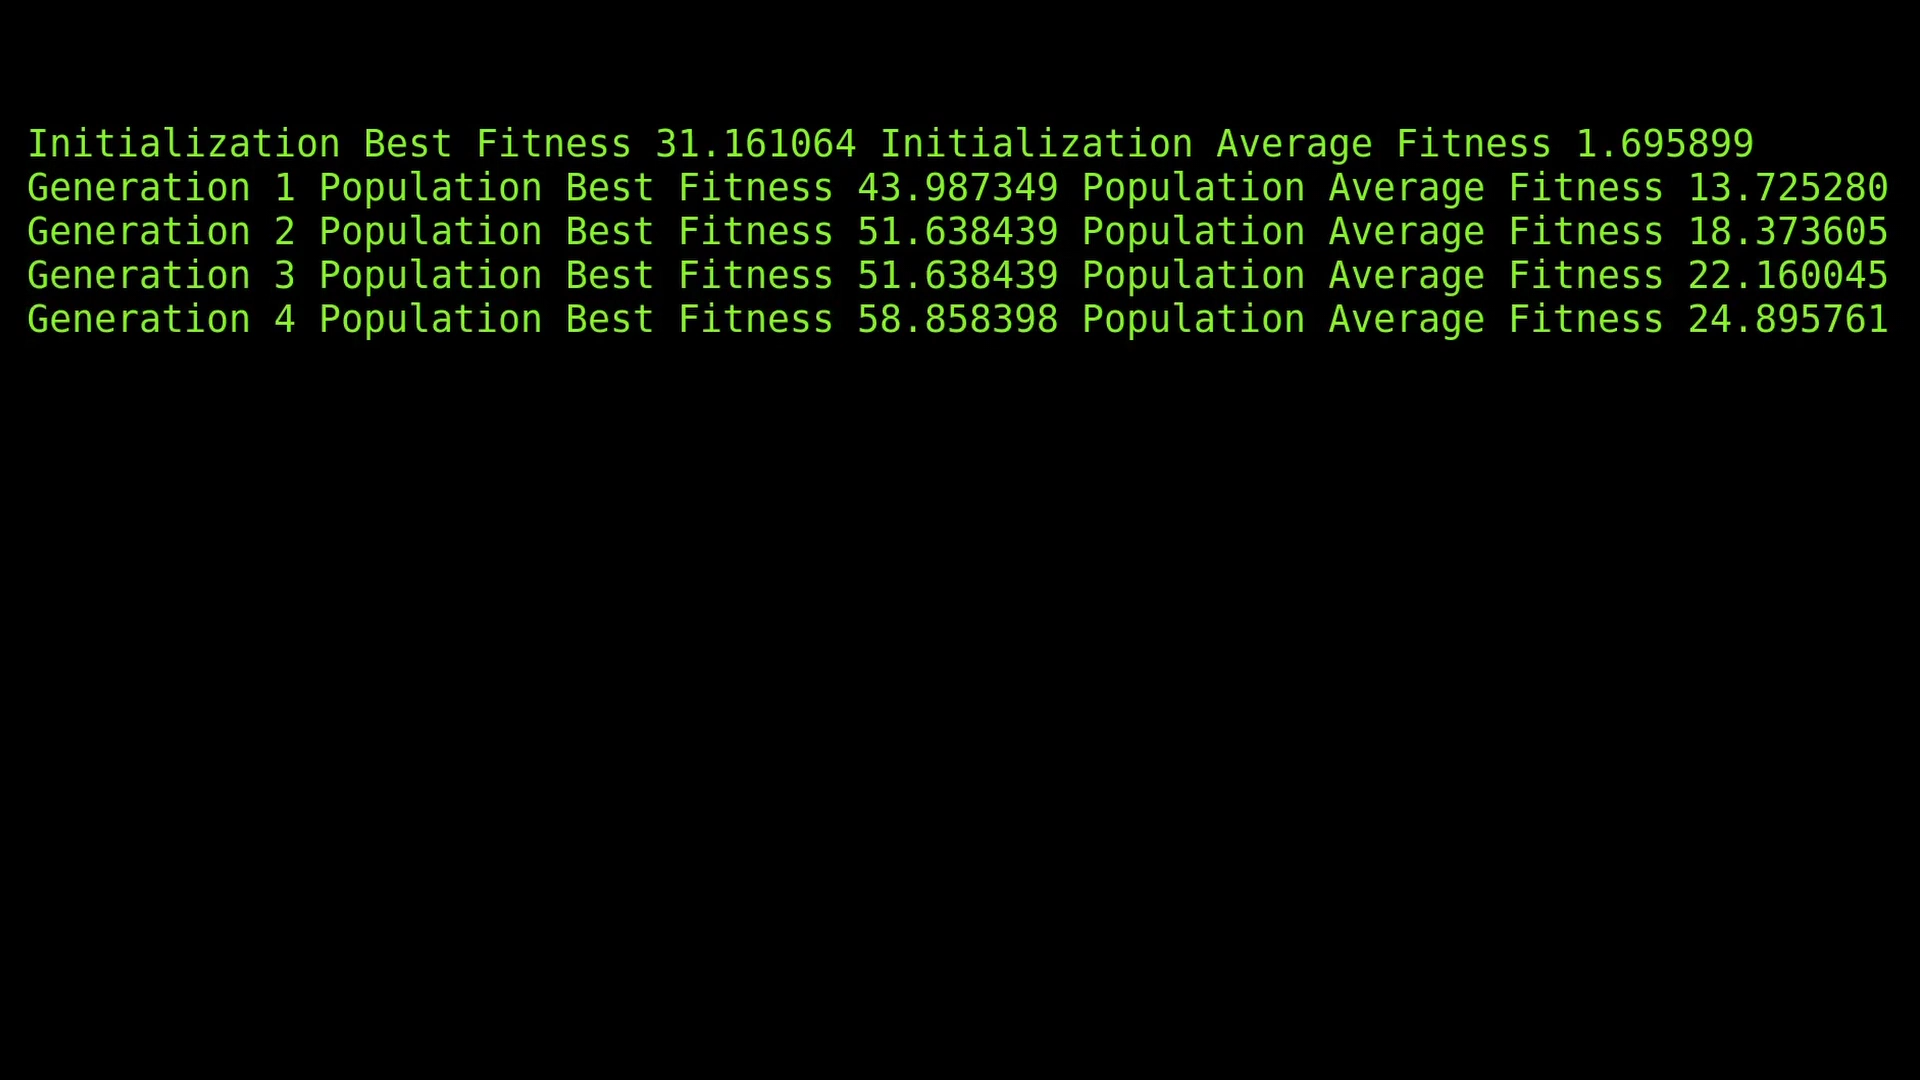 Initialization Best Fitness 31.161064 Initialization Average Fitness 1.695899
Generation 1 Population Best Fitness 43.987349 Population Average Fitness 13.725280
Generation 2 Population Best Fitness 51.638439 Population Average Fitness 18.373605
Generation 3 Population Best Fitness 51.638439 Population Average Fitness 22.160045
Generation 4 Population Best Fitness 58.858398 Population Average Fitness 24.895761